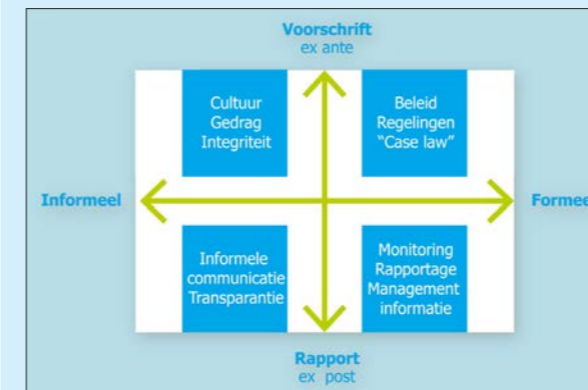 Voorschrift
ex ante
Cultuur
Gedrag
Integriteit
Beleid
Regelingen
“Case law”
Informeel
Formee
Informele
communicatie
Transparantie
Monitoring
Rapportage
Management
informatie
Rapport
ex post